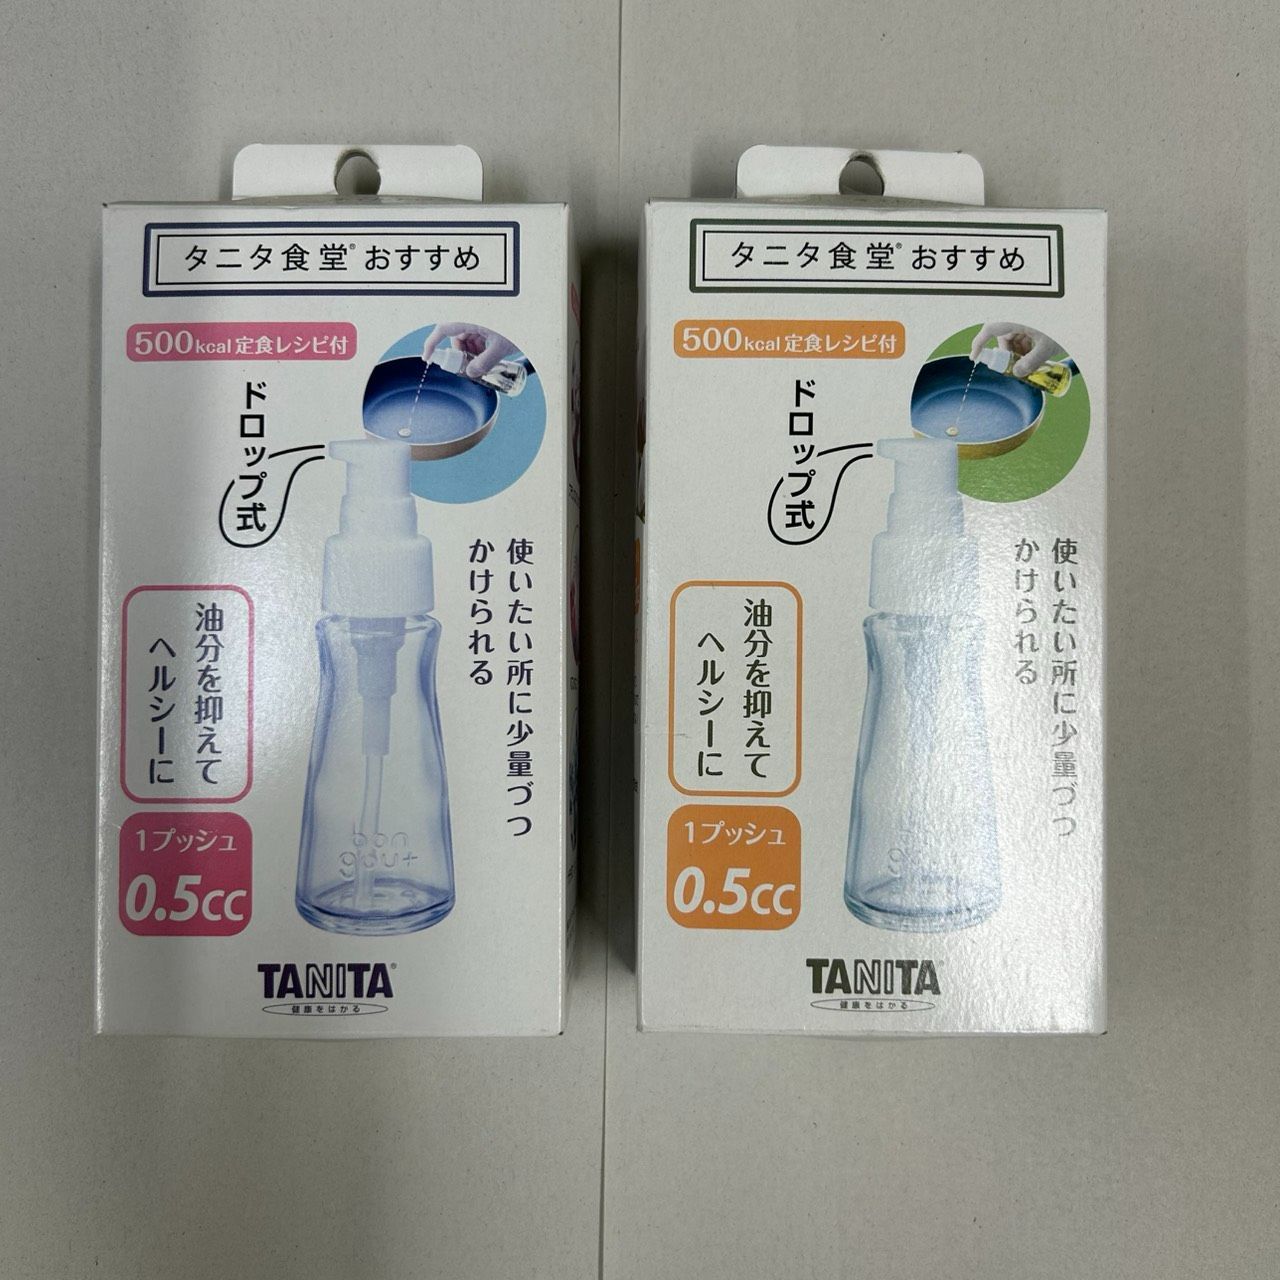 タニタ食堂®おすすめ
500kcal定食レシピ付
ドロップ式
使いたい所に少量づつ
かけられる
油分を抑えて
ヘルシーに
1プッシュ
0.5cc
bon
gout
TANITA®
健康をはかる
タニタ食堂®おすすめ
500kcal定食レシピ付
ドロップ式
使いたい所に少量づつ
かけられる
油分を抑えて
ヘルシーに
1プッシュ
0.5cc
TANITA®
健康をはかる